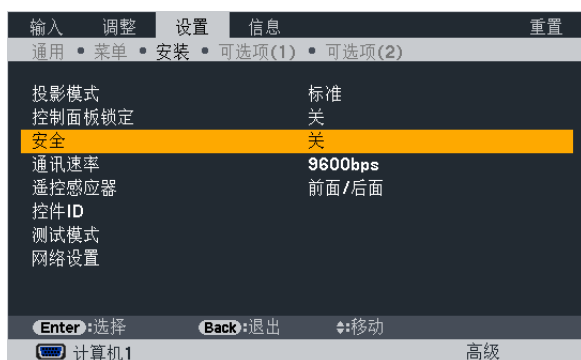 输入 调整 设置 信息 重置
通用 • 菜单 • 安装 • 可选项(1) • 可选项(2)
投影模式 标准
控制面板锁定 关
安全 关
通讯速率 9600bps
遥控感应器 前面/后面
控件ID
测试模式
网络设置
Enter:选择 Back:退出 :移动
计算机1 高级